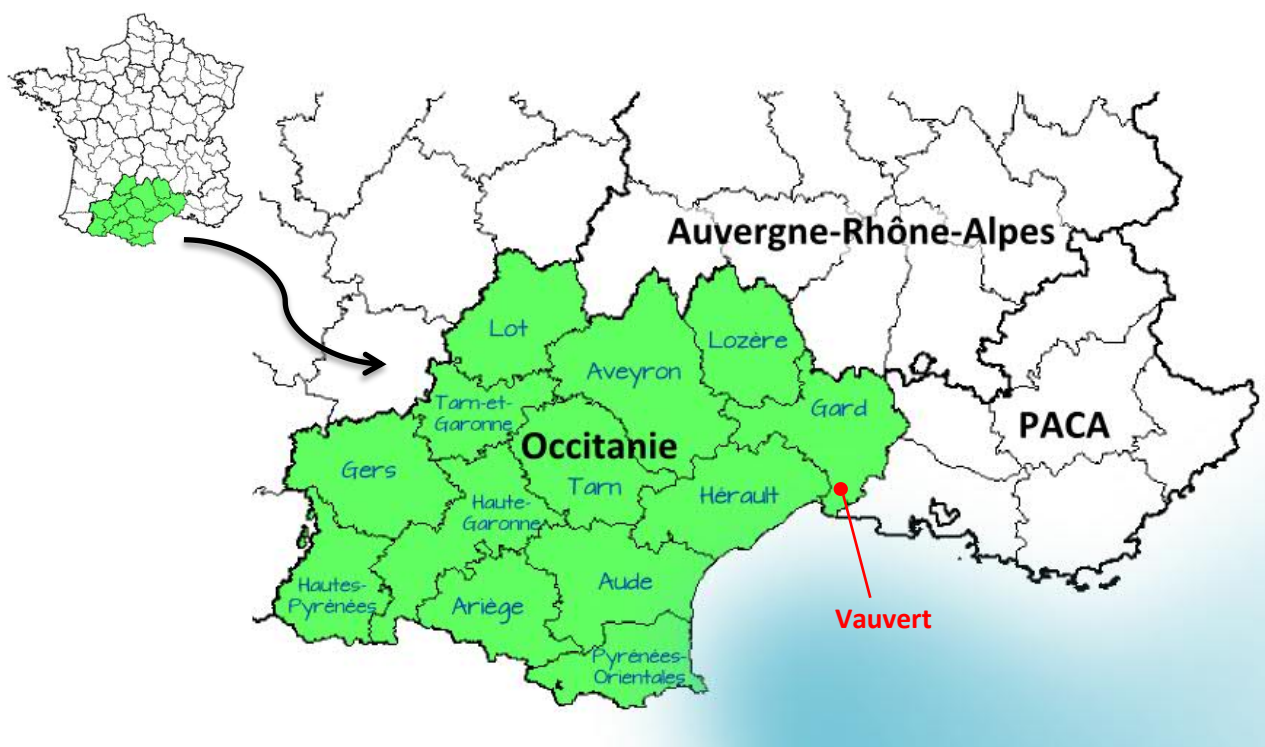 Auvergne-Rhône-Alpes
Lot
Lozère
Aveyron
Tarn-et-
Garonne
Gard
PACA
Occitanie
Gers
Tarn
Hérault
Haute-
Garonne
Hautes-
Pyrénées
Ariège
Aude
Vauvert
Pyrénées-
Orientales